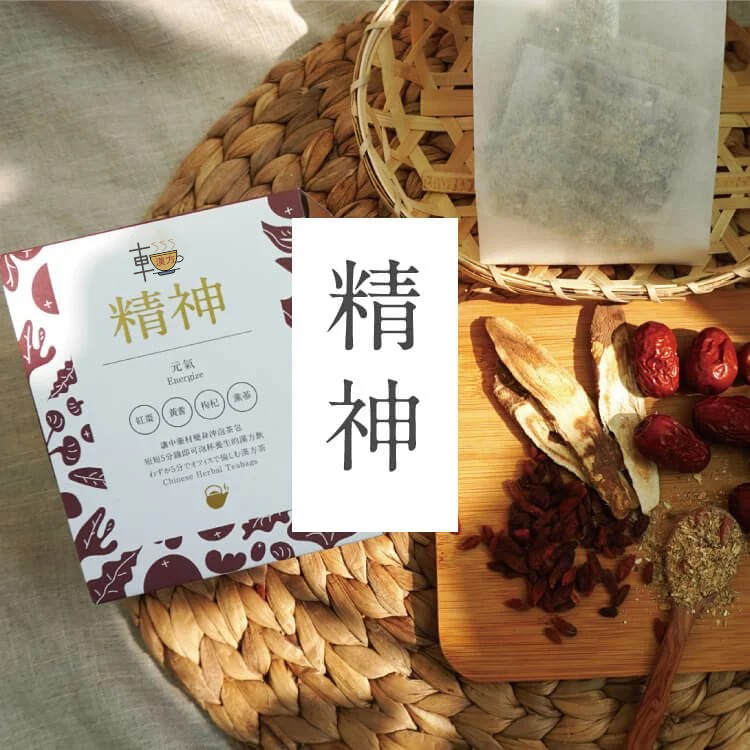 車 漢方
精神
元氣
Energize
紅棗 黃耆 枸杞 黨蔘
讓中藥材變身沖泡茶包
短短5分鐘即可泡杯養生的漢方飲
わずか5分でオフィスで愉しむ漢方茶
Chinese Herbal Teabags
精神